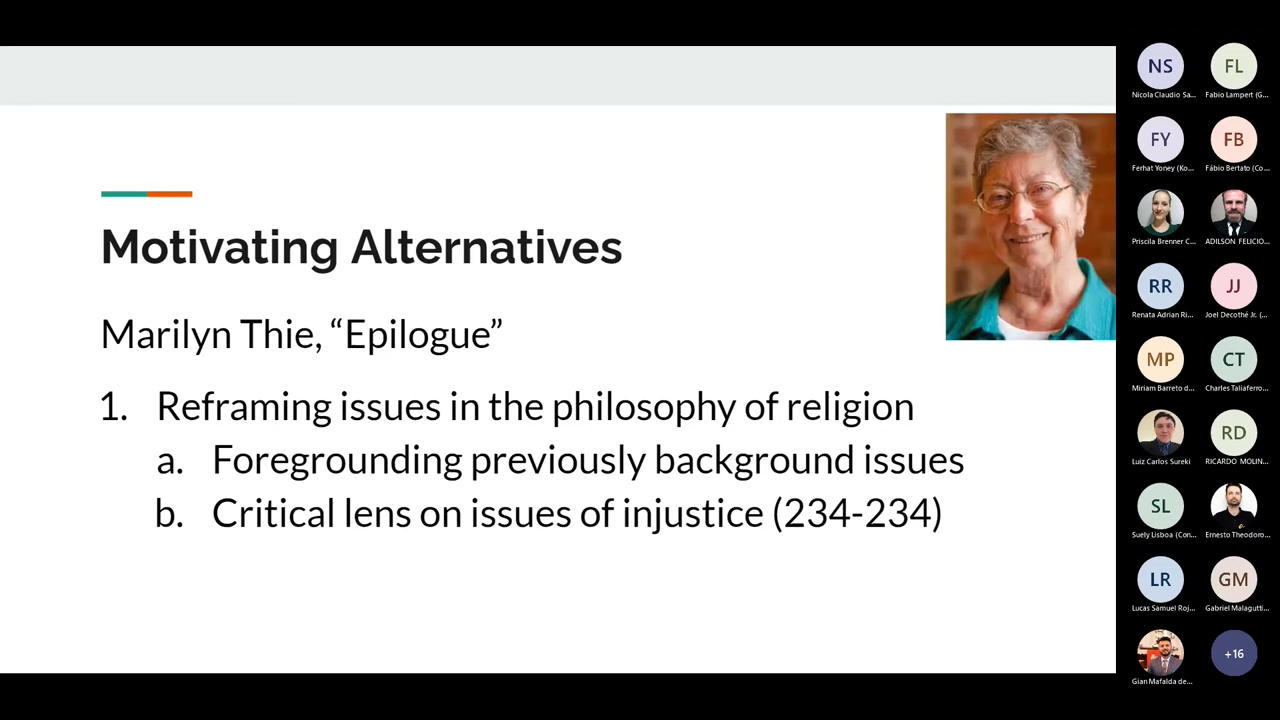 Motivating Alternatives
Marilyn Thie, “Epilogue”
1. Reframing issues in the philosophy of religion
a. Foregrounding previously background issues
b. Critical lens on issues of injustice (234-234)
NS FL
Nicola Claudio Sa... Fabio Lampert (G...
FY FB
Ferhat Yoney (Ko... Fábio Bertato (Co...
Priscila Brenner C... ADILSON FELICIO...
RR JJ
Renata Adrian Ri... Joel Decothé Jr. (...
MP CT
Miriam Barreto d... Charles Taliaferro...
RD
Luiz Carlos Sureki RICARDO MOLIN...
SL
Suely Lisboa (Con... Ernesto Theodoro...
LR GM
Lucas Samuel Roj... Gabriel Malagutti...
+16
Gian Mafalda de...